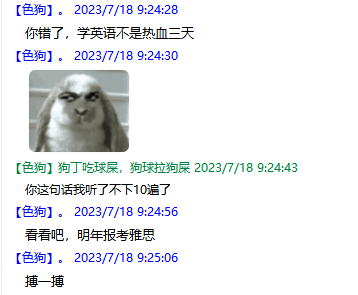 【色狗】。 2023/7/18 9:24:28
你错了，学英语不是热血三天
【色狗】。 2023/7/18 9:24:30
【色狗】狗丁吃球屎，狗球拉狗屎 2023/7/18 9:24:43
你这句话我听了不下10遍了
【色狗】。 2023/7/18 9:24:56
看看吧，明年报考雅思
【色狗】。 2023/7/18 9:25:06
搏一搏